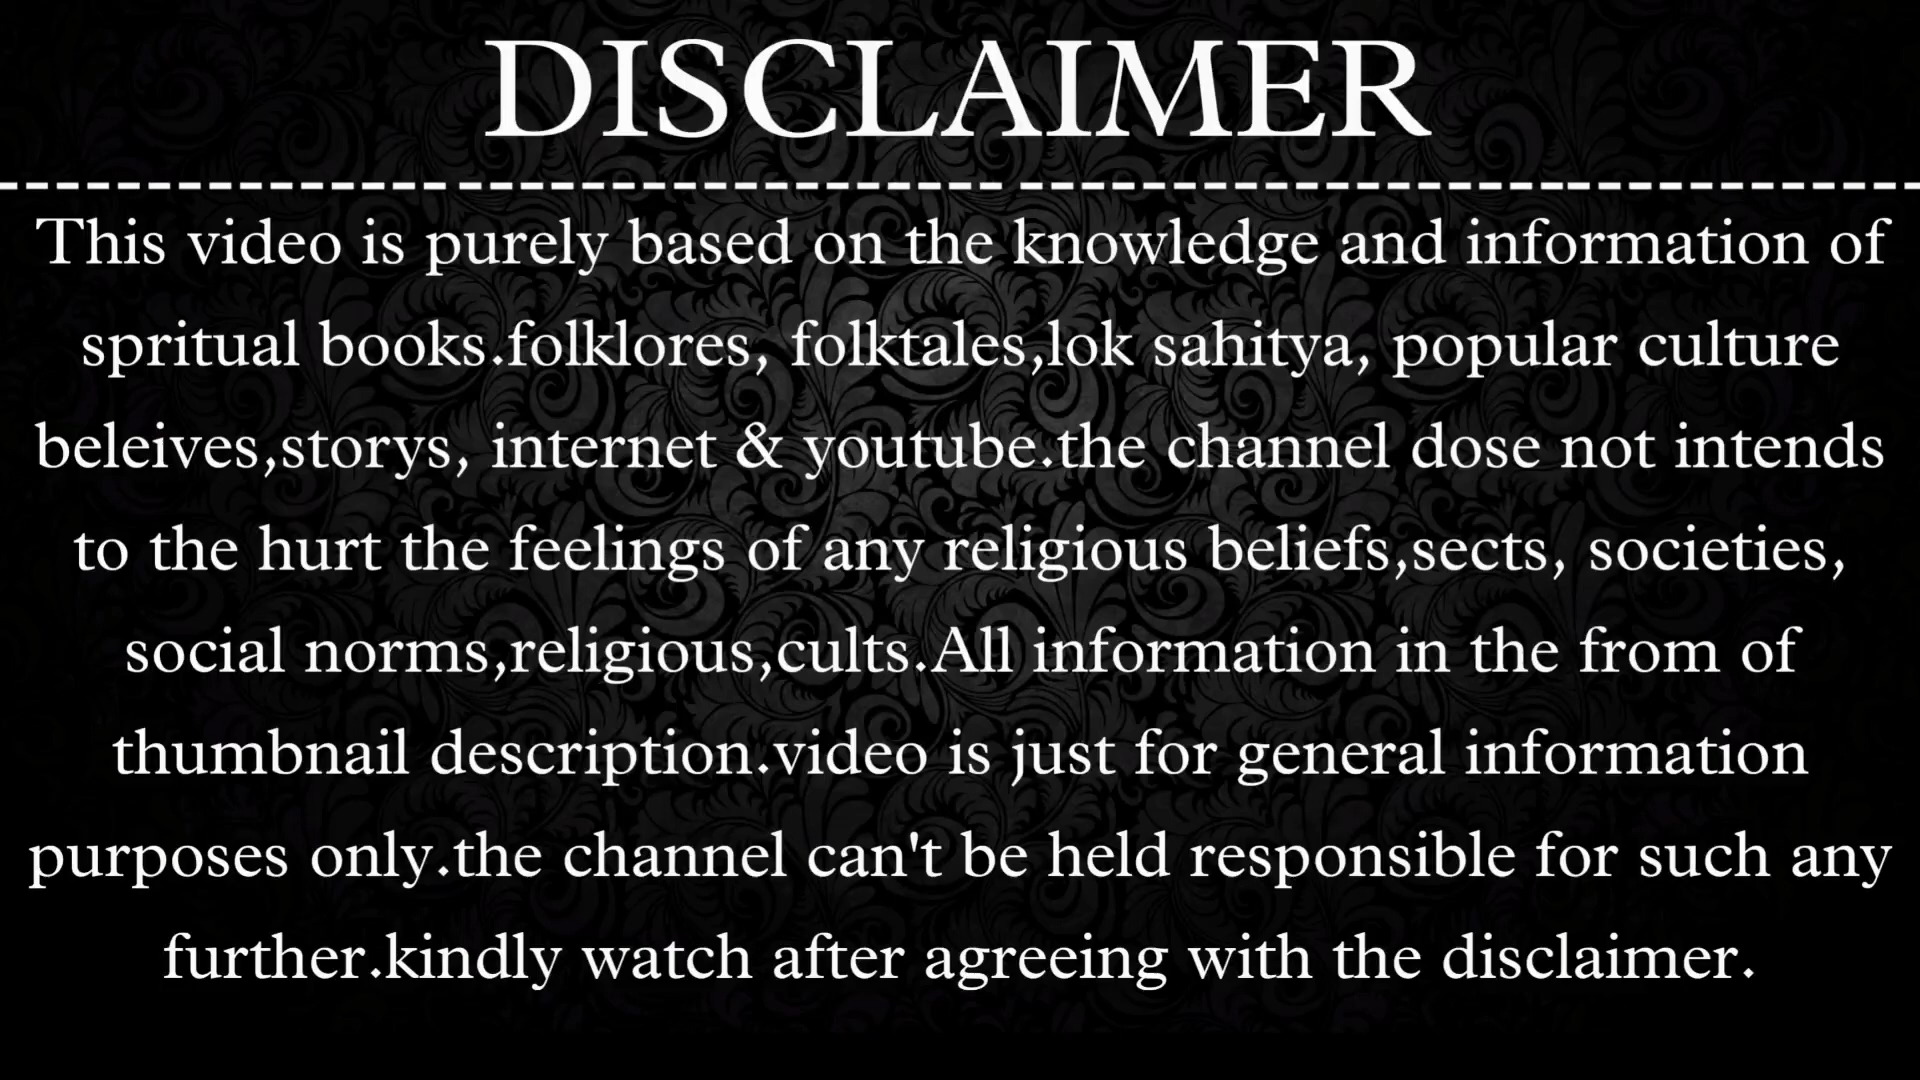 DISCLAIMER
This video is purely based on the knowledge and information of
spritual books.folklores, folktales,lok sahitya, popular culture
beleives,storys, internet & youtube.the channel dose not intends
to the hurt the feelings of any religious beliefs,sects, societies,
social norms,religious,cults.All information in the from of
thumbnail description.video is just for general information
purposes only.the channel can't be held responsible for such any
further.kindly watch after agreeing with the disclaimer.